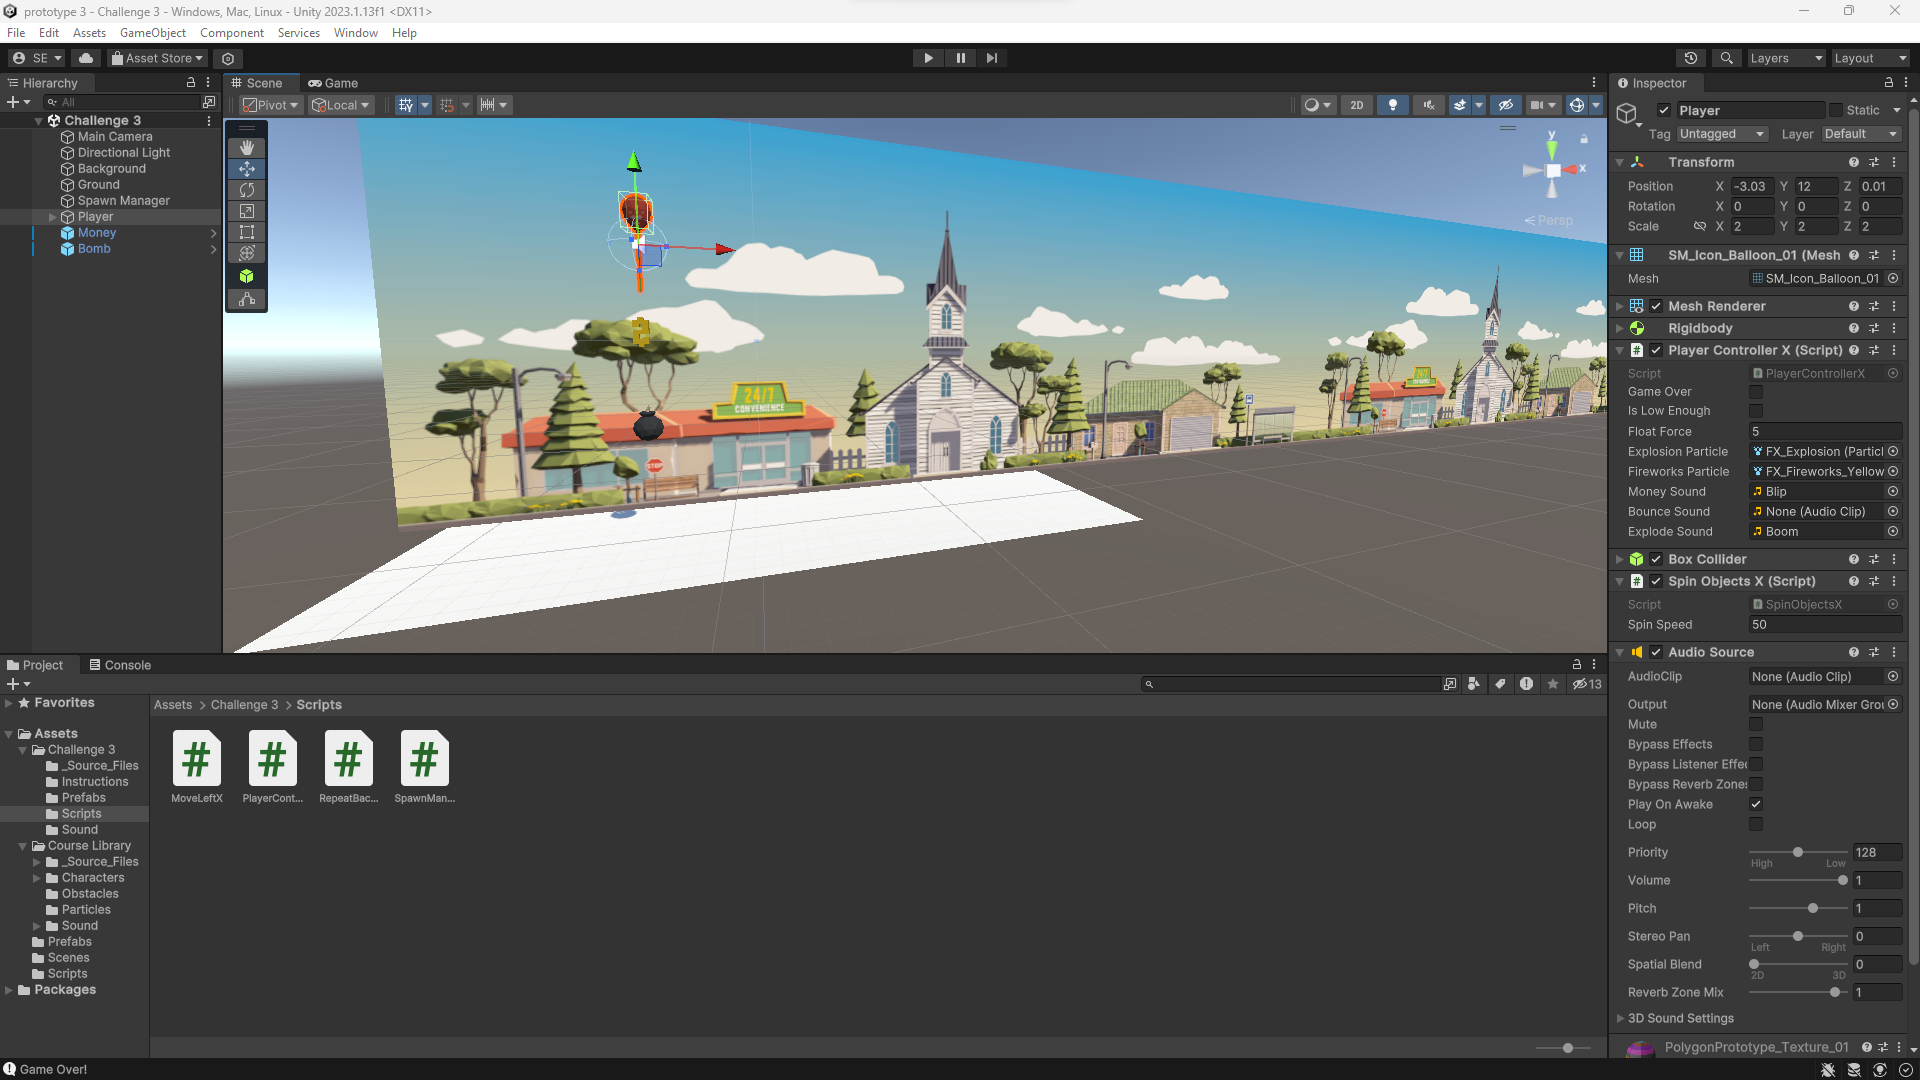 prototype 3 - Challenge 3 - Windows, Mac, Linux - Unity 2023.1.13f1 <DX11>
File Edit Assets GameObject Component Services Window Help
SE Asset Store Layers Layout
Hierarchy
All
Challenge 3
Main Camera
Directional Light
Background
Ground
Spawn Manager
Player
Money
Bomb
Scene Game
Pivot Local 2D
y
x
Persp
24/7
CONVENIENCE
STOP
24/7
Inspector
Player Static
Tag Untagged Layer Default
Transform
Position X -3.03 Y 12 Z 0.01
Rotation X 0 Y 0 Z 0
Scale X 2 Y 2 Z 2
SM_Icon_Balloon_01 (Mesh
Mesh SM_Icon_Balloon_01
Mesh Renderer
Rigidbody
Player Controller X (Script)
Script PlayerControllerX
Game Over
Is Low Enough
Float Force 5
Explosion Particle FX_Explosion (Particl
Fireworks Particle FX_Fireworks_Yellow
Money Sound Blip
Bounce Sound None (Audio Clip)
Explode Sound Boom
Box Collider
Spin Objects X (Script)
Script SpinObjectsX
Spin Speed 50
Audio Source
AudioClip None (Audio Clip)
Output None (Audio Mixer Grou
Mute
Bypass Effects
Bypass Listener Effec
Bypass Reverb Zones
Play On Awake
Loop
Priority 128
High Low
Volume 1
Pitch 1
Stereo Pan 0
Left Right
Spatial Blend 0
2D 3D
Reverb Zone Mix 1
3D Sound Settings
PolygonPrototype_Texture_01
Project Console
13
Favorites
Assets
Challenge 3
_Source_Files
Instructions
Prefabs
Scripts
Sound
Course Library
_Source_Files
Characters
Obstacles
Particles
Sound
Prefabs
Scenes
Scripts
Packages
Assets > Challenge 3 > Scripts
MoveLeftX PlayerCont... RepeatBac... SpawnMan...
Game Over!